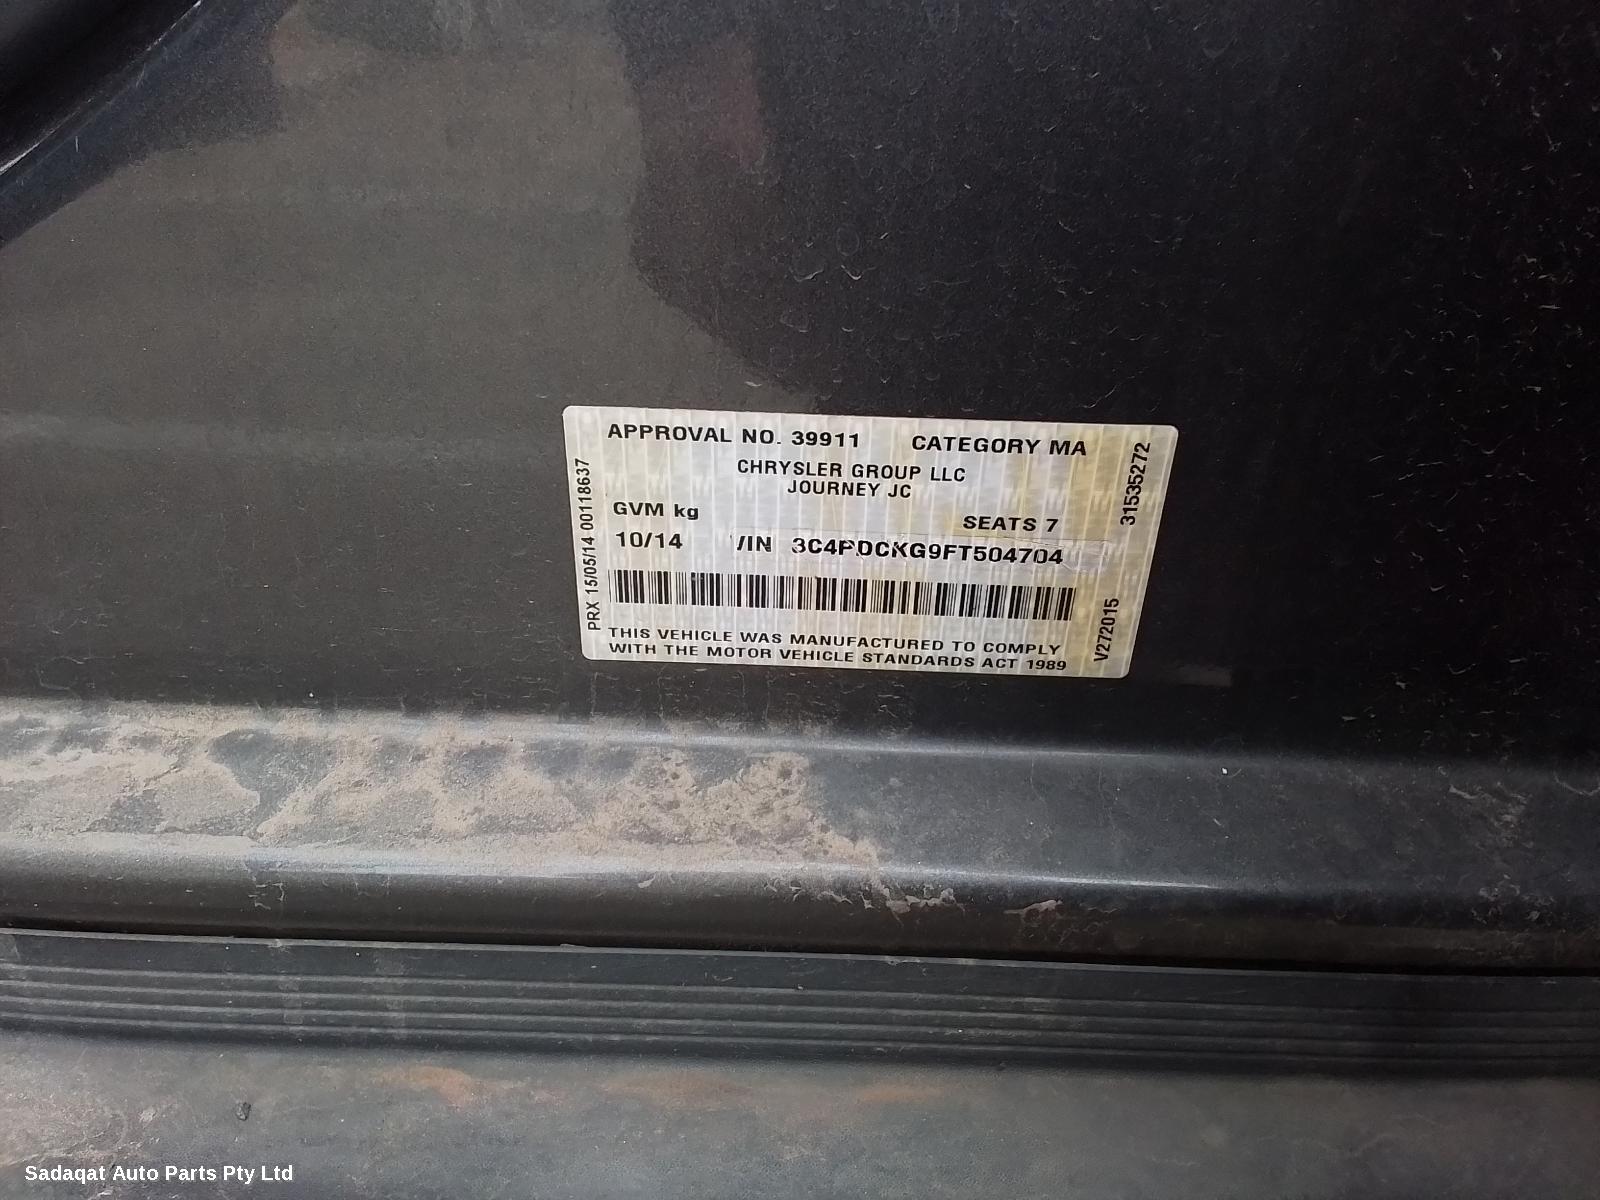 APPROVAL NO. 39911 CATEGORY MA
CHRYSLER GROUP LLC
JOURNEY JC
GVM kg SEATS 7
10/14 VIN 3C4PDCKG9FT504704
THIS VEHICLE WAS MANUFACTURED TO COMPLY
WITH THE MOTOR VEHICLE STANDARDS ACT 1989
PRX 15/05/14 00118637
31535272
V272015
Sadaqat Auto Parts Pty Ltd